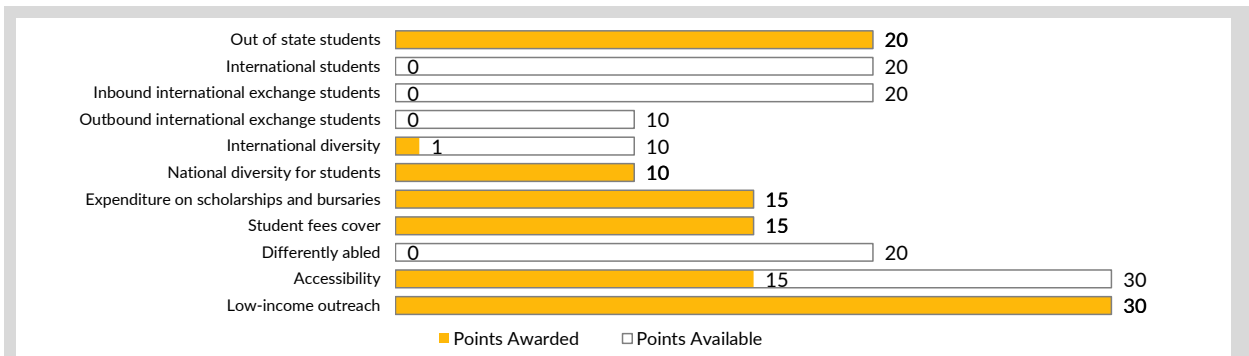 Out of state students 20
International students 0 20
Inbound international exchange students 0 20
Outbound international exchange students 0 10
International diversity 1 10
National diversity for students 10
Expenditure on scholarships and bursaries 15
Student fees cover 15
Differently abled 0 20
Accessibility 15 30
Low-income outreach 30
Points Awarded Points Available